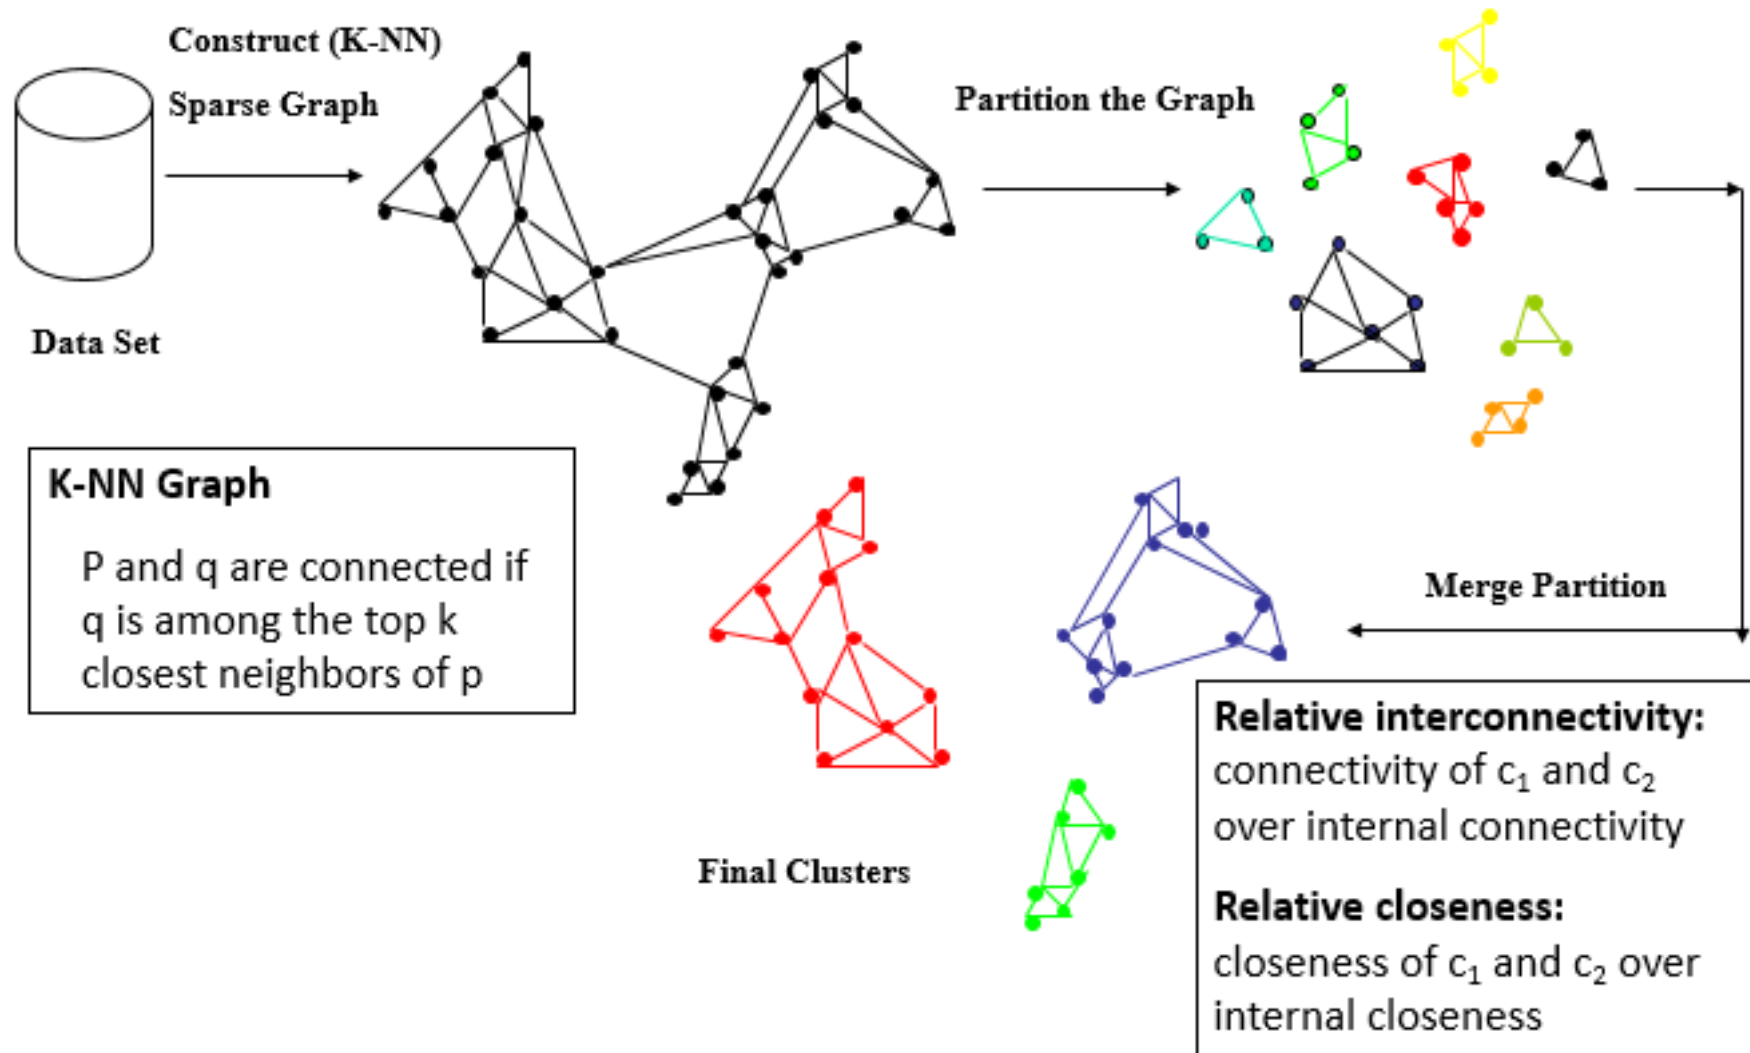 Construct (K-NN)
Sparse Graph
Data Set
Partition the Graph
K-NN Graph
P and q are connected if
q is among the top k
closest neighbors of p
Merge Partition
Final Clusters
Relative interconnectivity:
connectivity of c₁ and c₂
over internal connectivity
Relative closeness:
closeness of c₁ and c₂ over
internal closeness